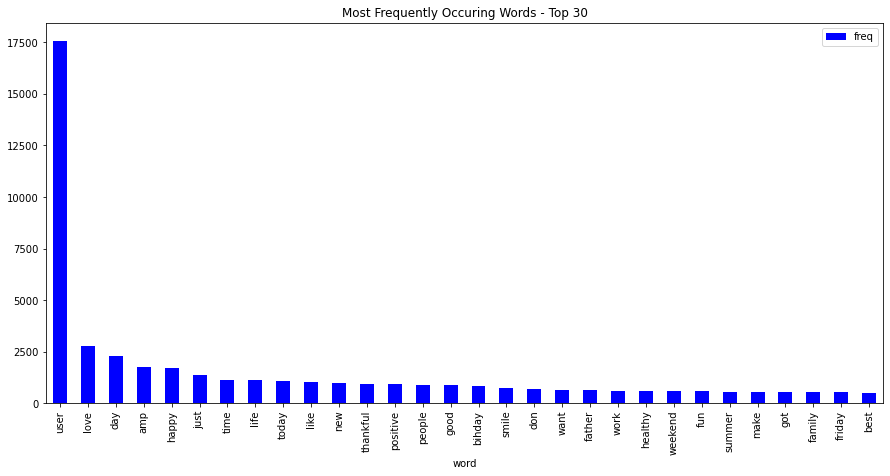 Most Frequently Occuring Words - Top 30
freq
17500
15000
12500
10000
7500
5000
2500
0
user
love
day
amp
happy
just
time
life
today
like
new
thankful
positive
people
good
bihday
smile
don
want
father
work
healthy
weekend
fun
summer
make
got
family
friday
best
word